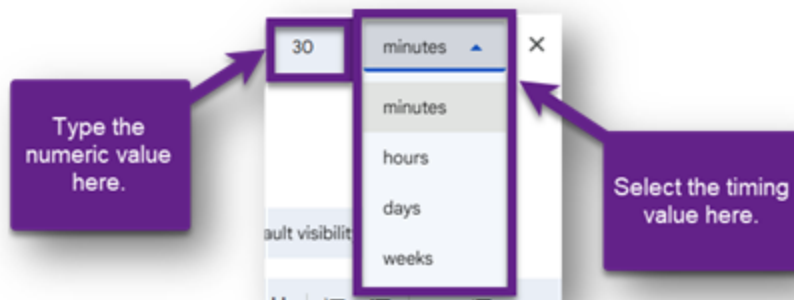 30
minutes
×
minutes
Type the
numeric value
here.
hours
Select the timing
value here.
days
ault visibilit
weeks